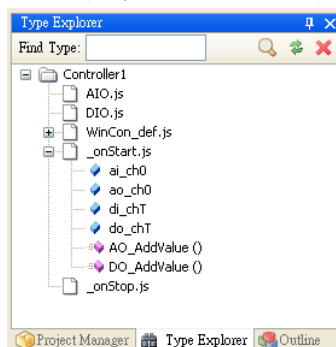 Type Explorer
Find Type:
Controller1
AIO.js
DIO.js
WinCon_def.js
_onStart.js
ai_ch0
ao_ch0
di_chT
do_chT
AO_AddValue ()
DO_AddValue ()
_onStop.js
Project Manager Type Explorer Outline